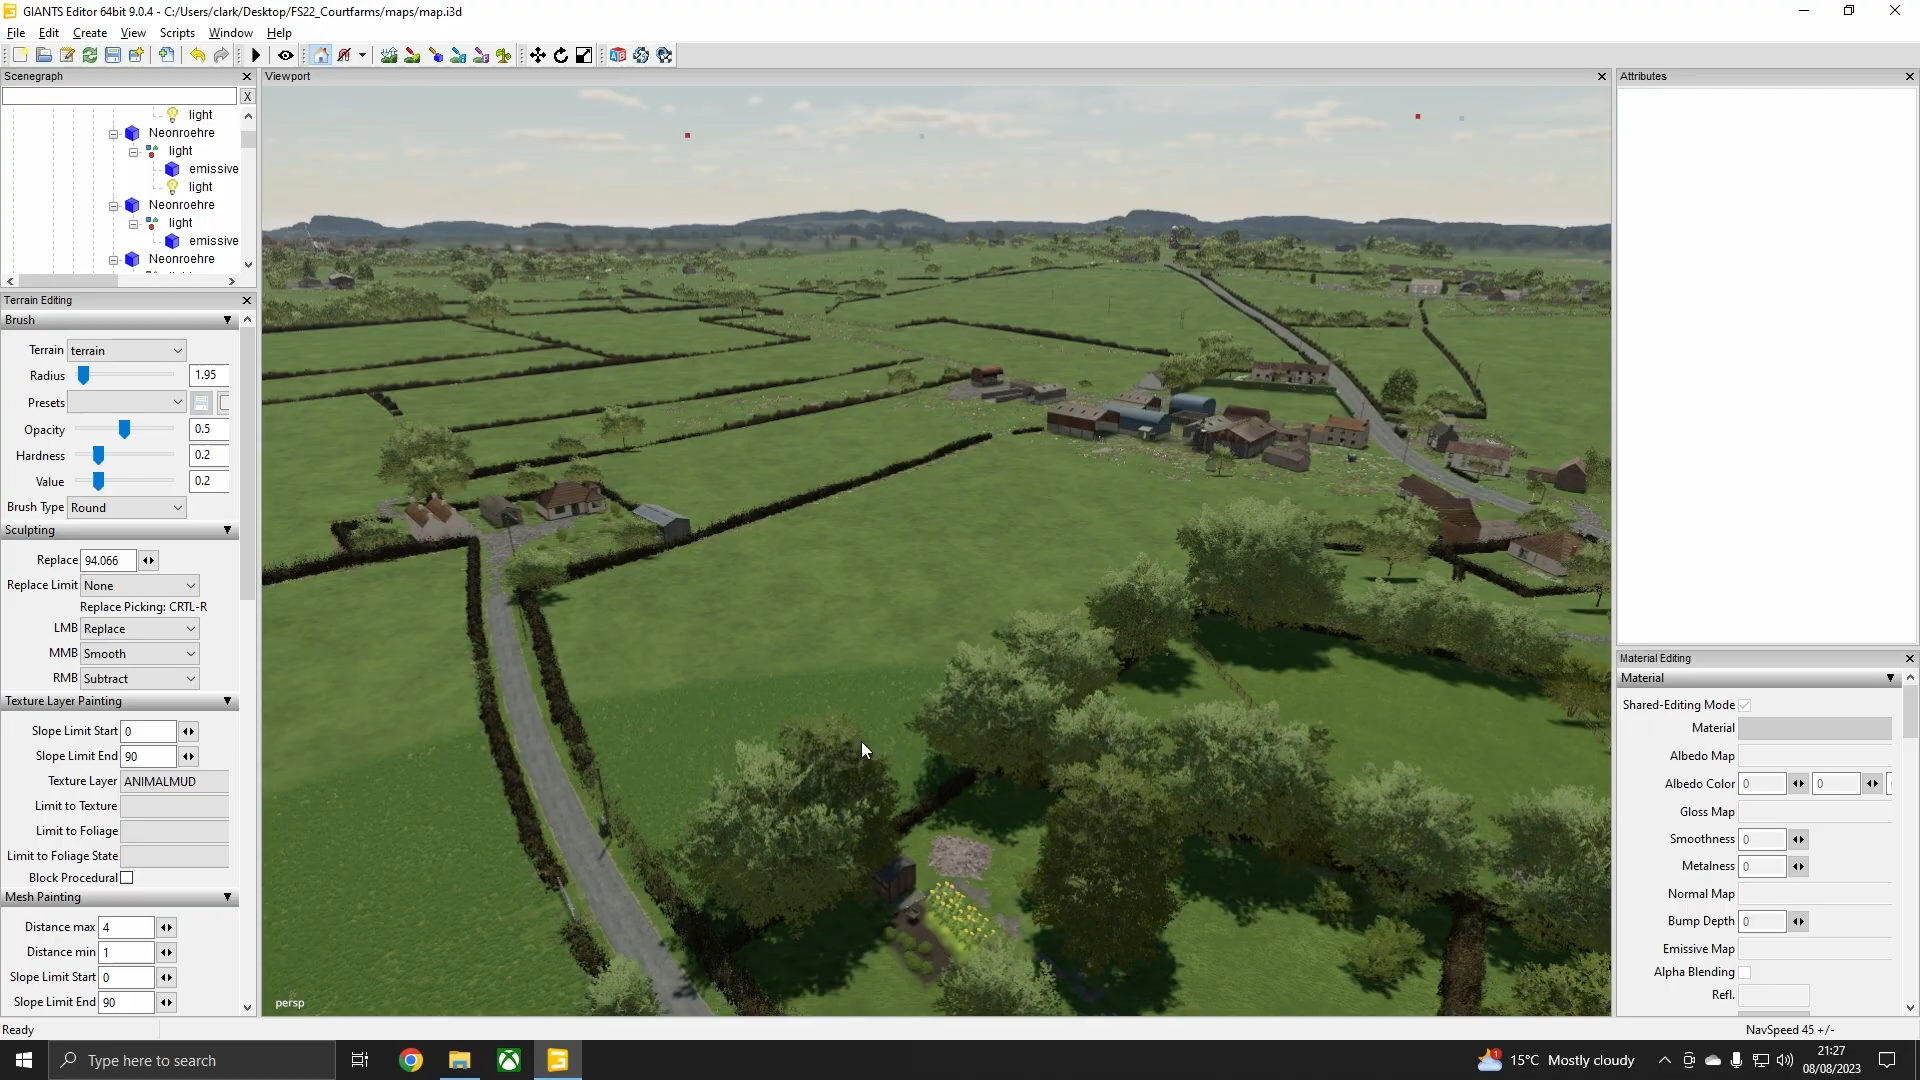 GIANTS Editor 64bit 9.0.4 - C:/Users/clark/Desktop/FS22_Courtfarms/maps/map.i3d
File Edit Create View Scripts Window Help
Scenegraph
X
light
Neonroehre
light
emissive
light
Neonroehre
light
emissive
Neonroehre
Terrain Editing
Brush
Terrain terrain
Radius 1.95
Presets
Opacity 0.5
Hardness 0.2
Value 0.2
Brush Type Round
Sculpting
Replace 94.066
Replace Limit None
Replace Picking: CRTL-R
LMB Replace
MMB Smooth
RMB Subtract
Texture Layer Painting
Slope Limit Start 0
Slope Limit End 90
Texture Layer ANIMALMUD
Limit to Texture
Limit to Foliage
Limit to Foliage State
Block Procedural
Mesh Painting
Distance max 4
Distance min 1
Slope Limit Start 0
Slope Limit End 90
Ready
Viewport
persp
Attributes
Material Editing
Material
Shared-Editing Mode
Material
Albedo Map
Albedo Color 0 0
Gloss Map
Smoothness 0
Metalness 0
Normal Map
Bump Depth 0
Emissive Map
Alpha Blending
Refl.
NavSpeed 45 +/-
Type here to search
1
15°C Mostly cloudy
21:27
08/08/2023